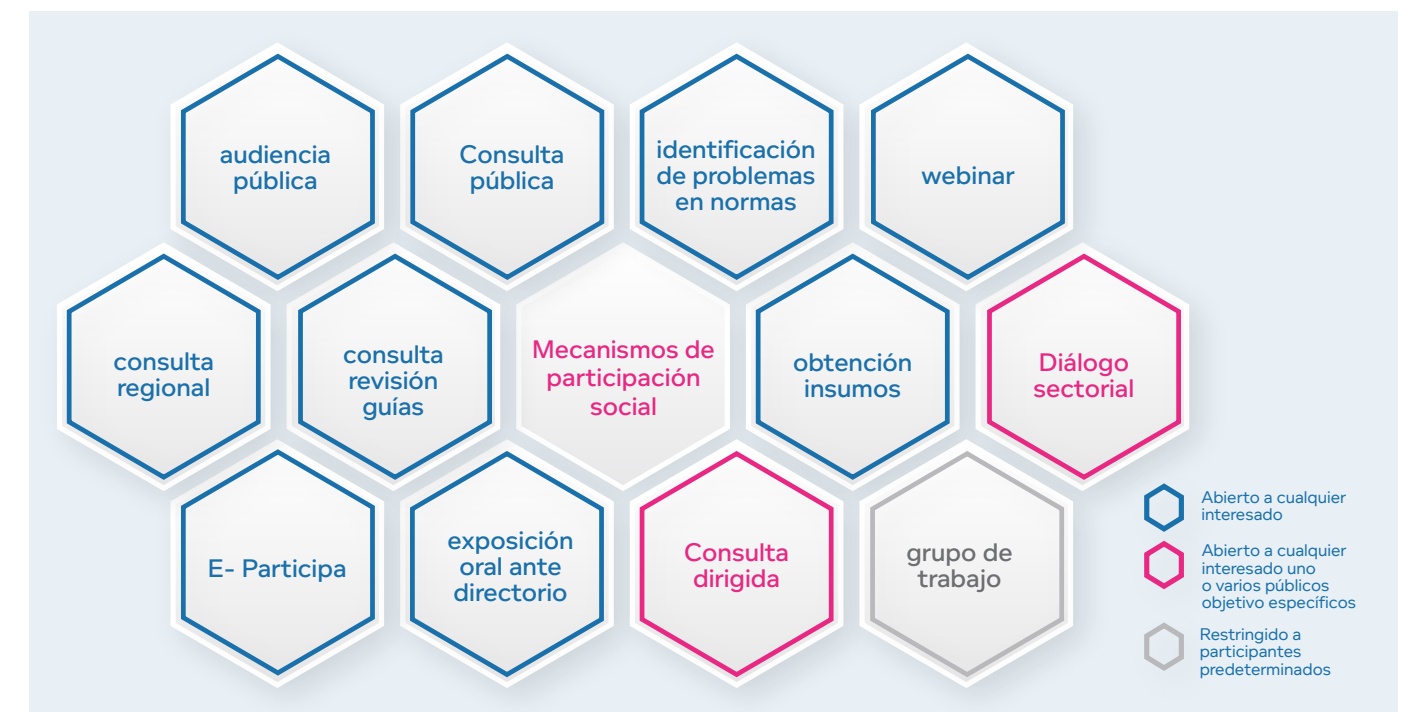 audiencia
pública
Consulta
pública
identificación
de problemas
en normas
webinar
consulta
regional
consulta
revisión
guías
Mecanismos de
participación
social
obtención
insumos
Diálogo
sectorial
E- Participa
exposición
oral ante
directorio
Consulta
dirigida
grupo de
trabajo
Abierto a cualquier
interesado
Abierto a cualquier
interesado uno
o varios públicos
objetivo específicos
Restringido a
participantes
predeterminados